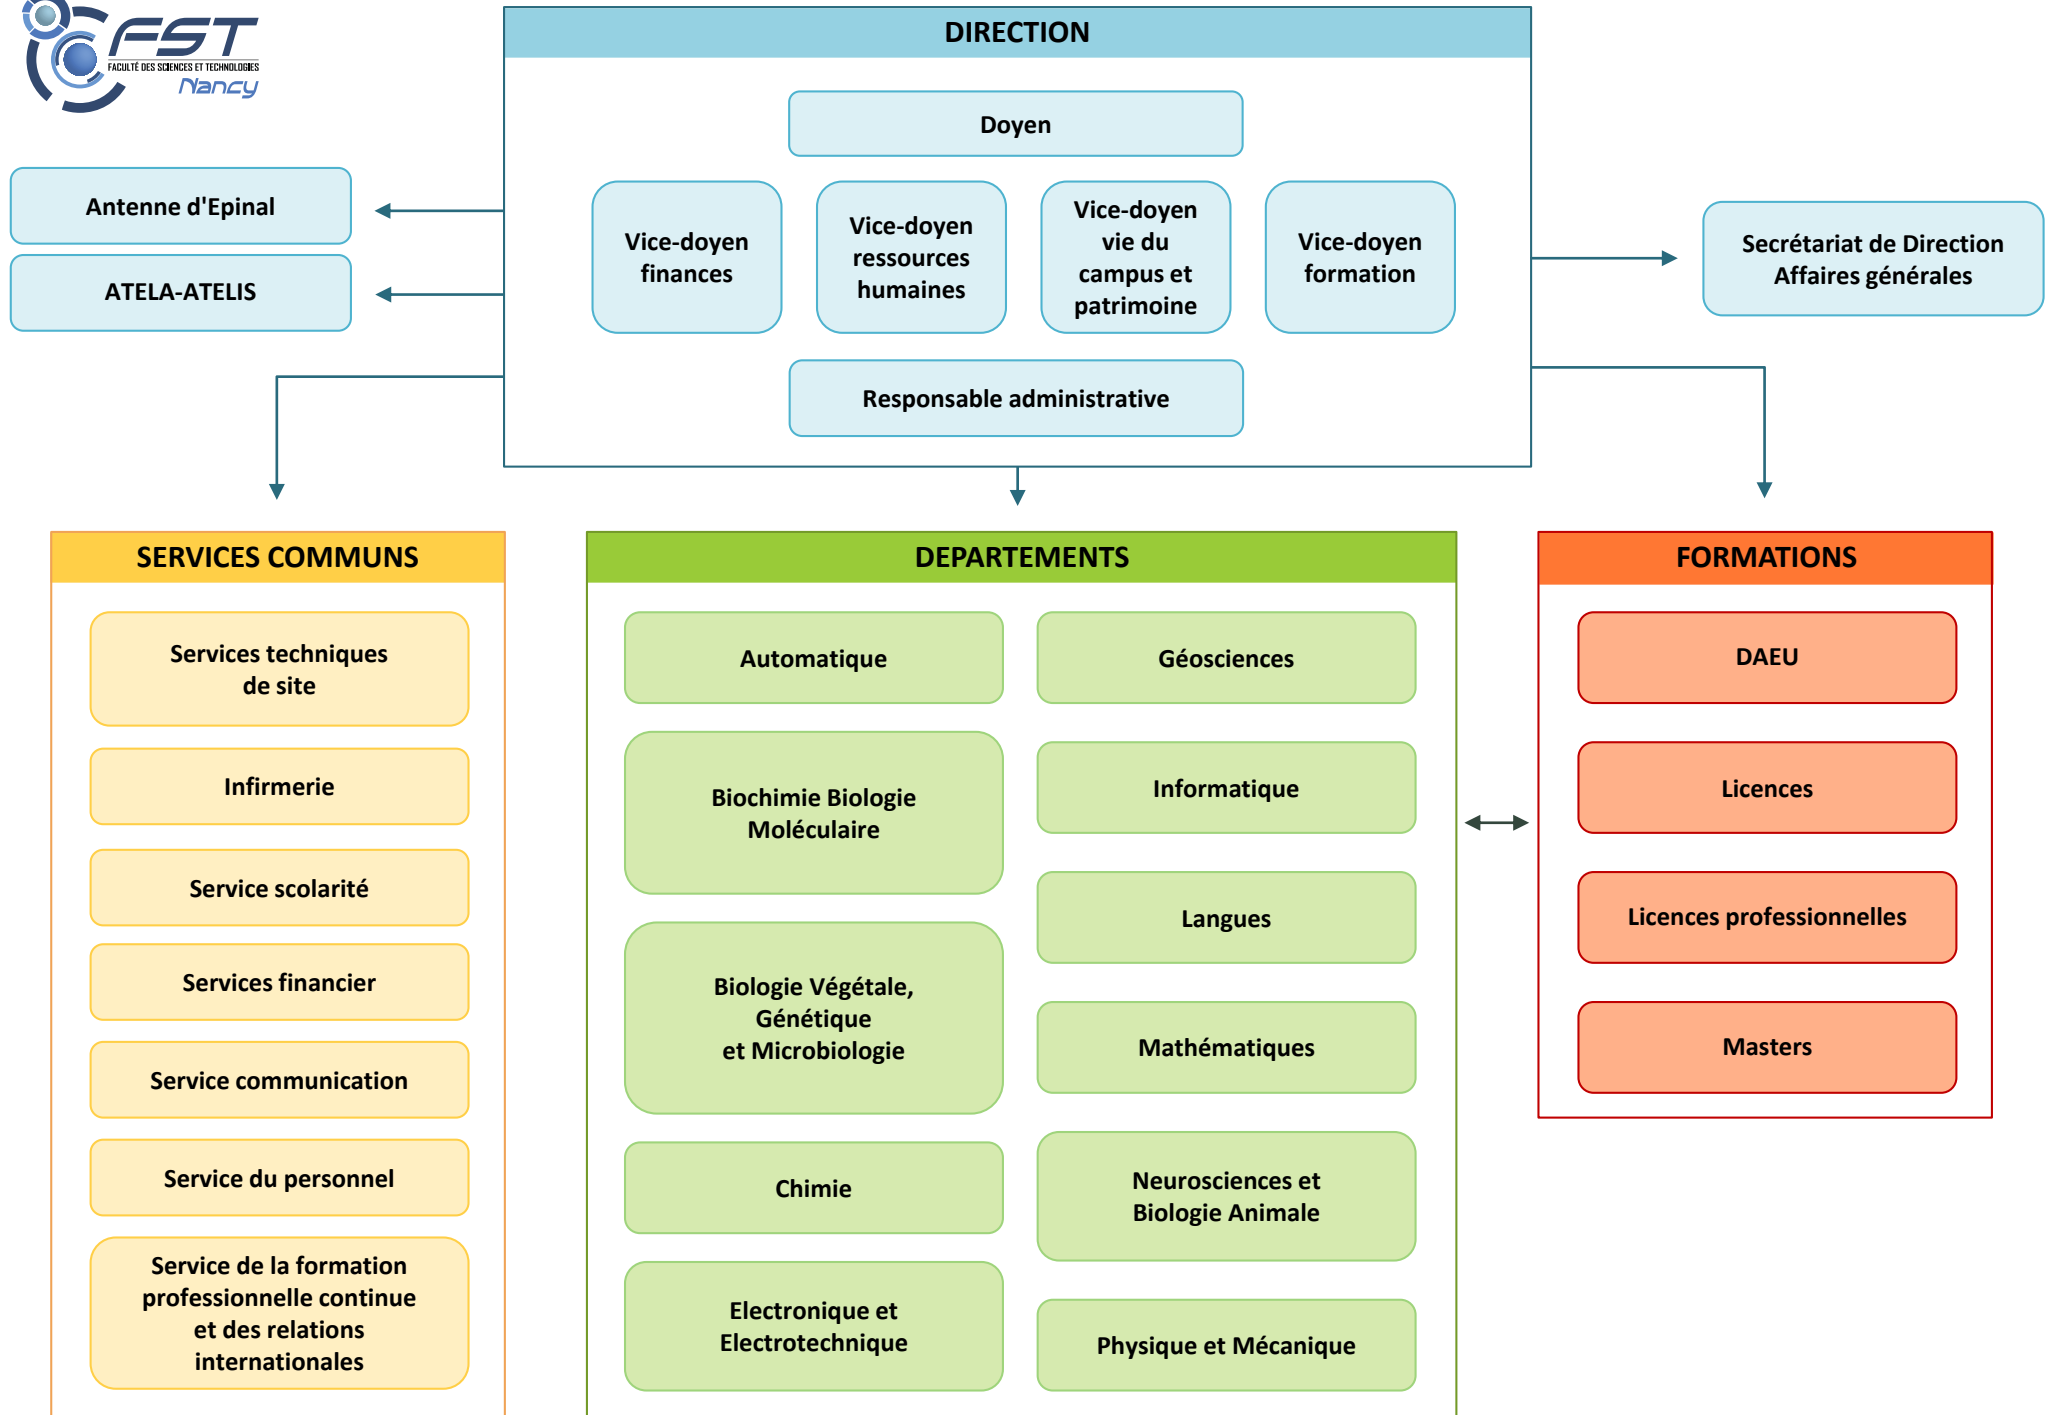 FST
FACULTÉ DES SCIENCES ET TECHNOLOGIES
Nancy
DIRECTION
Doyen
Vice-doyen
finances
Vice-doyen
ressources
humaines
Vice-doyen
vie du
campus et
patrimoine
Vice-doyen
formation
Responsable administrative
Antenne d'Epinal
ATELA-ATELIS
Secrétariat de Direction
Affaires générales
SERVICES COMMUNS
Services techniques
de site
Infirmerie
Service scolarité
Services financier
Service communication
Service du personnel
Service de la formation
professionnelle continue
et des relations
internationales
DEPARTEMENTS
Automatique
Biochimie Biologie
Moléculaire
Biologie Végétale,
Génétique
et Microbiologie
Chimie
Electronique et
Electrotechnique
Géosciences
Informatique
Langues
Mathématiques
Neurosciences et
Biologie Animale
Physique et Mécanique
FORMATIONS
DAEU
Licences
Licences professionnelles
Masters